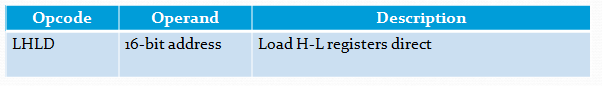 Opcode Operand Description
LHLD 16-bit address Load H-L registers direct